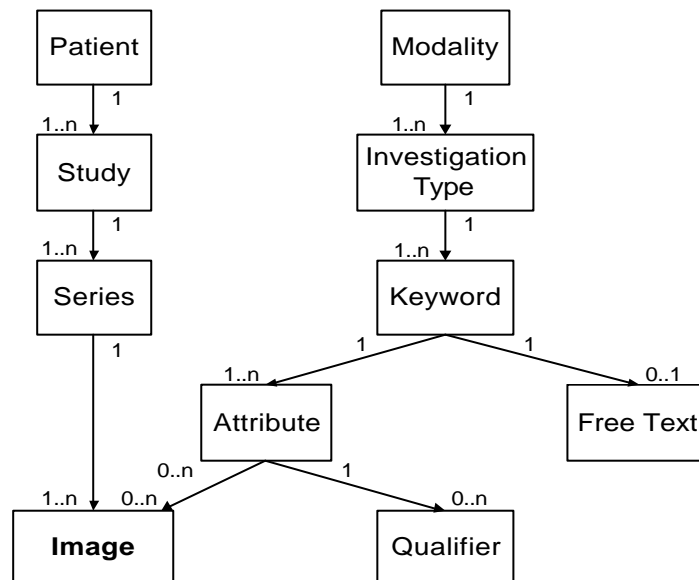 Patient
Modality
1
1
1..n
1..n
Study
Investigation
Type
1
1
1..n
1..n
Series
Keyword
1
1
1
1..n
0..1
Attribute
Free Text
0..n
1
1..n
0..n
0..n
Image
Qualifier